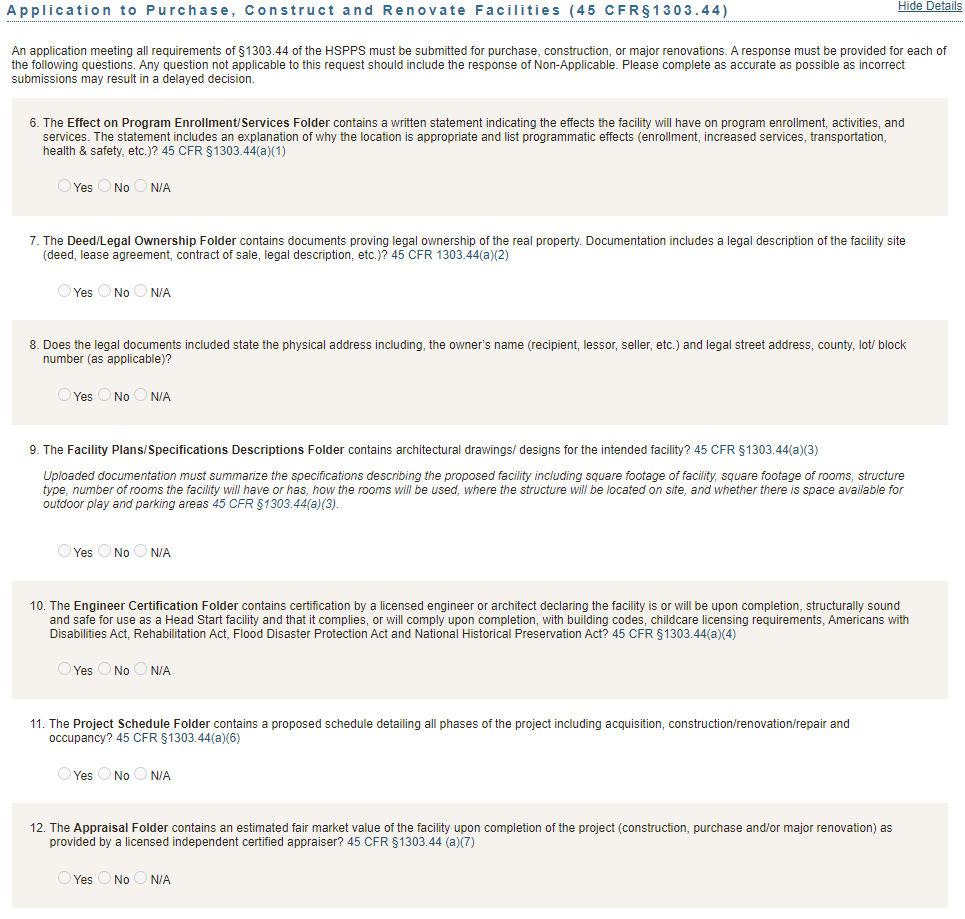 Application to Purchase, Construct and Renovate Facilities (45 CFR§1303.44)
Hide Details
An application meeting all requirements of §1303.44 of the HSPPS must be submitted for purchase, construction, or major renovations. A response must be provided for each of
the following questions. Any question not applicable to this request should include the response of Non-Applicable. Please complete as accurate as possible as incorrect
submissions may result in a delayed decision.
6. The Effect on Program Enrollment/Services Folder contains a written statement indicating the effects the facility will have on program enrollment, activities, and
services. The statement includes an explanation of why the location is appropriate and list programmatic effects (enrollment, increased services, transportation,
health & safety, etc.)? 45 CFR §1303.44(a)(1)
Yes No N/A
7. The Deed/Legal Ownership Folder contains documents proving legal ownership of the real property. Documentation includes a legal description of the facility site
(deed, lease agreement, contract of sale, legal description, etc.)? 45 CFR 1303.44(a)(2)
Yes No N/A
8. Does the legal documents included state the physical address including, the owner's name (recipient, lessor, seller, etc.) and legal street address, county, lot/ block
number (as applicable)?
Yes No N/A
9. The Facility Plans/Specifications Descriptions Folder contains architectural drawings/ designs for the intended facility? 45 CFR §1303.44(a)(3)
Uploaded documentation must summarize the specifications describing the proposed facility including square footage of facility, square footage of rooms, structure
type, number of rooms the facility will have or has, how the rooms will be used, where the structure will be located on site, and whether there is space available for
outdoor play and parking areas 45 CFR §1303.44(a)(3).
Yes No N/A
10. The Engineer Certification Folder contains certification by a licensed engineer or architect declaring the facility is or will be upon completion, structurally sound
and safe for use as a Head Start facility and that it complies, or will comply upon completion, with building codes, childcare licensing requirements, Americans with
Disabilities Act, Rehabilitation Act, Flood Disaster Protection Act and National Historical Preservation Act? 45 CFR §1303.44(a)(4)
Yes No N/A
11. The Project Schedule Folder contains a proposed schedule detailing all phases of the project including acquisition, construction/renovation/repair and
occupancy? 45 CFR §1303.44(a)(6)
Yes No N/A
12. The Appraisal Folder contains an estimated fair market value of the facility upon completion of the project (construction, purchase and/or major renovation) as
provided by a licensed independent certified appraiser? 45 CFR §1303.44 (a)(7)
Yes No N/A